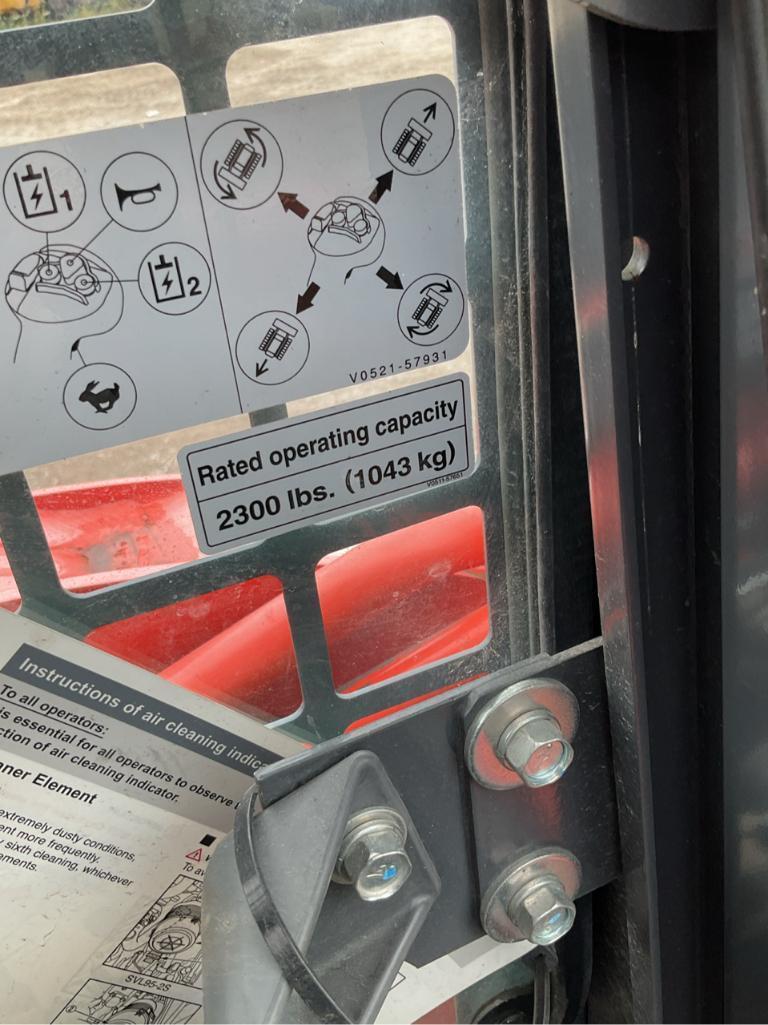 1
2
V0521-57931
Rated operating capacity
2300 lbs. (1043 kg)
Instructions of air cleaning
To all operators:
is essential for all operators to observe
ction of air cleaning indicator.
Element
extremely dusty conditions,
ent more frequently.
sixth cleaning, whichever
ements.
To
SVL95-2S